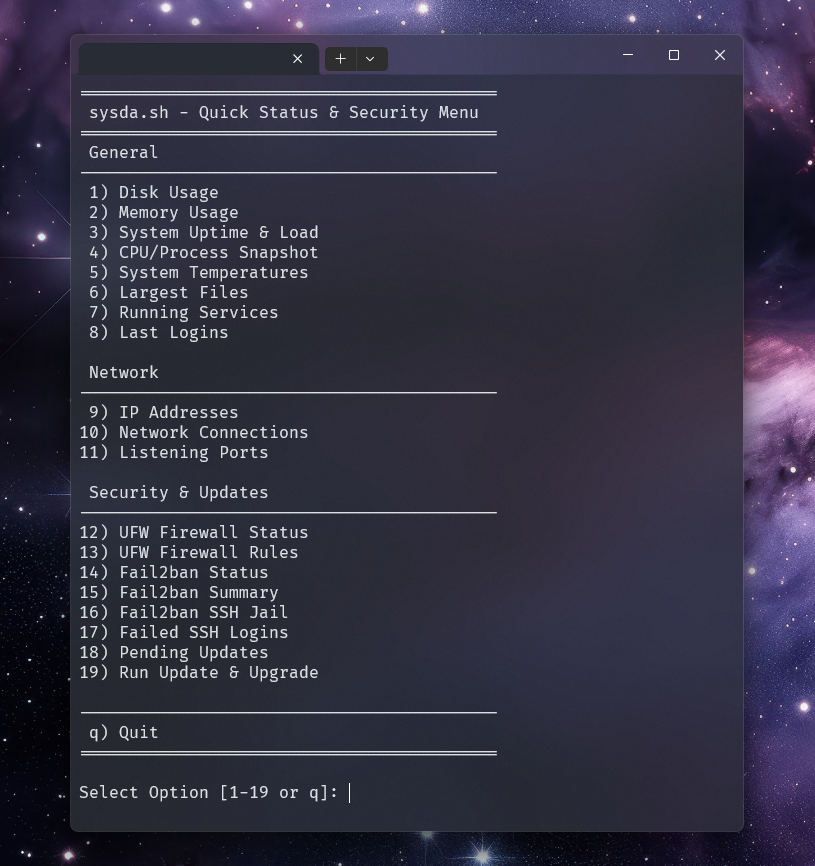 sysda.sh - Quick Status & Security Menu
General
1) Disk Usage
2) Memory Usage
3) System Uptime & Load
4) CPU/Process Snapshot
5) System Temperatures
6) Largest Files
7) Running Services
8) Last Logins
Network
9) IP Addresses
10) Network Connections
11) Listening Ports
Security & Updates
12) UFW Firewall Status
13) UFW Firewall Rules
14) Fail2ban Status
15) Fail2ban Summary
16) Fail2ban SSH Jail
17) Failed SSH Logins
18) Pending Updates
19) Run Update & Upgrade
q) Quit
Select Option [1-19 or q]: